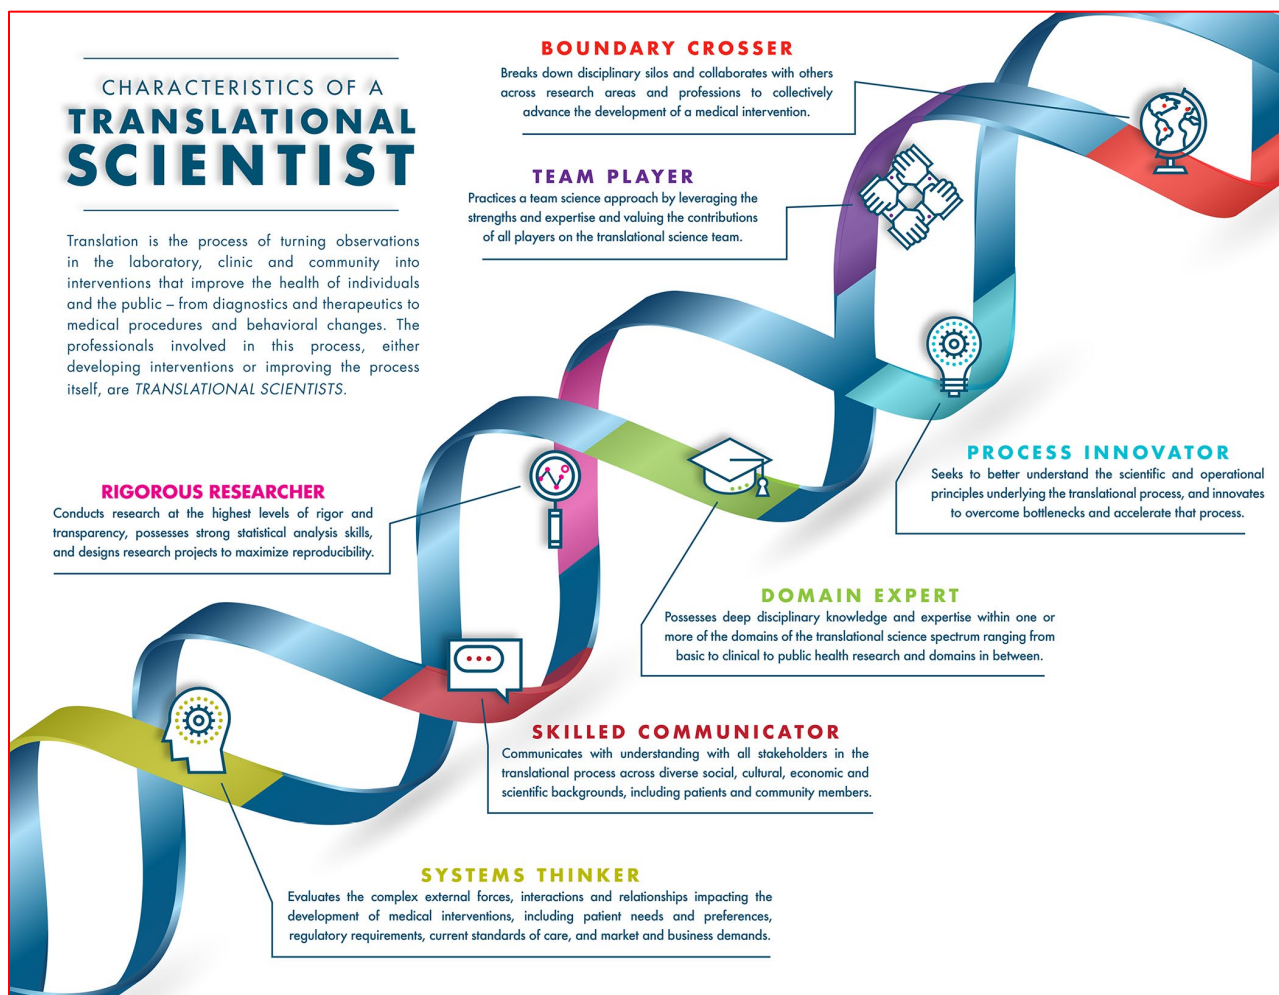 CHARACTERISTICS OF A
TRANSLATIONAL
SCIENTIST
Translation is the process of turning observations
in the laboratory, clinic and community into
interventions that improve the health of individuals
and the public – from diagnostics and therapeutics to
medical procedures and behavioral changes. The
professionals involved in this process, either
developing interventions or improving the process
itself, are TRANSLATIONAL SCIENTISTS.
BOUNDARY CROSSER
Breaks down disciplinary silos and collaborates with others
across research areas and professions to collectively
advance the development of a medical intervention.
TEAM PLAYER
Practices a team science approach by leveraging the
strengths and expertise and valuing the contributions
of all players on the translational science team.
PROCESS INNOVATOR
Seeks to better understand the scientific and operational
principles underlying the translational process, and innovates
to overcome bottlenecks and accelerate that process.
RIGOROUS RESEARCHER
Conducts research at the highest levels of rigor and
transparency, possesses strong statistical analysis skills,
and designs research projects to maximize reproducibility.
DOMAIN EXPERT
Possesses deep disciplinary knowledge and expertise within one or
more of the domains of the translational science spectrum ranging from
basic to clinical to public health research and domains in between.
SKILLED COMMUNICATOR
Communicates with understanding with all stakeholders in the
translational process across diverse social, cultural, economic and
scientific backgrounds, including patients and community members.
SYSTEMS THINKER
Evaluates the complex external forces, interactions and relationships impacting the
development of medical interventions, including patient needs and preferences,
regulatory requirements, current standards of care, and market and business demands.